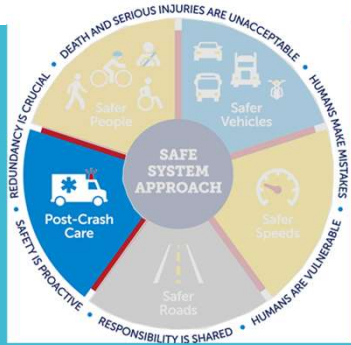 DEATH AND SERIOUS INJURIES ARE UNACCEPTABLE •
HUMANS MAKE MISTAKES •
HUMANS ARE VULNERABLE •
RESPONSIBILITY IS SHARED •
SAFETY IS PROACTIVE •
REDUNDANCY IS CRUCIAL •
Safer
People
Safer
Vehicles
SAFE
SYSTEM
APPROACH
Post-Crash
Care
Safer
Speeds
Safer
Roads